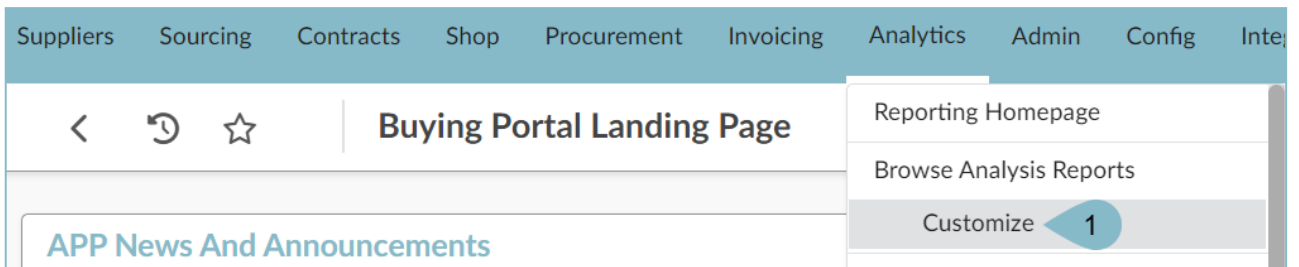 Suppliers Sourcing Contracts Shop Procurement Invoicing Analytics Admin Config
Buying Portal Landing Page
Reporting Homepage
Browse Analysis Reports
Customize 1
APP News And Announcements